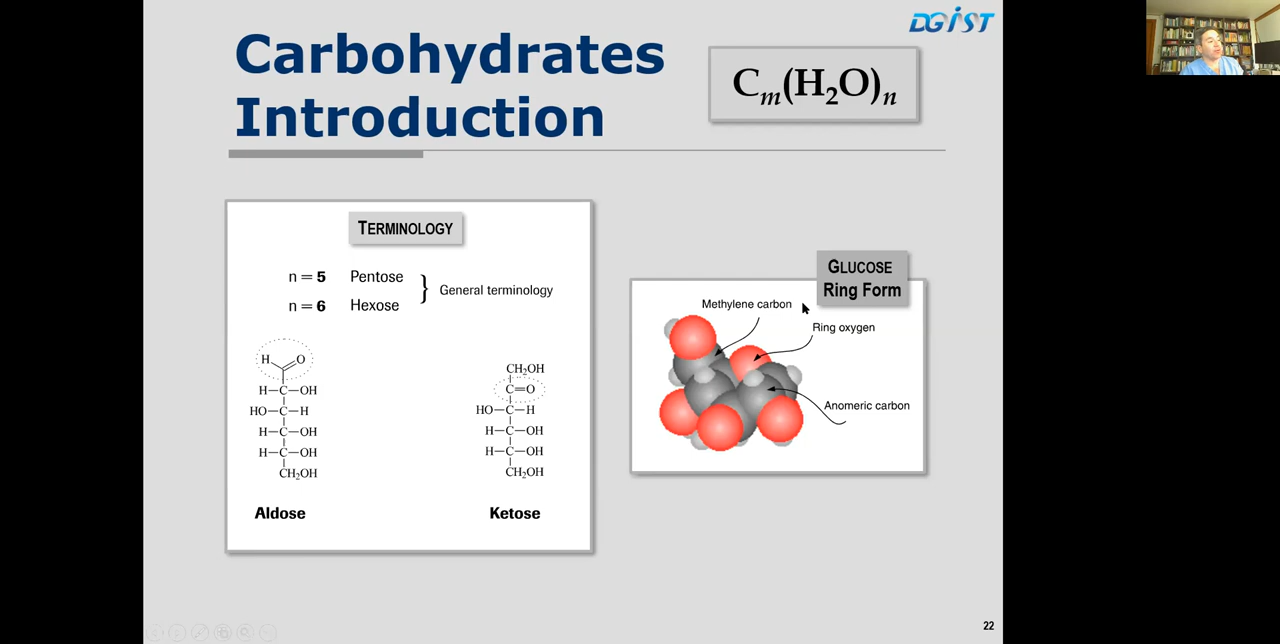 DGIST
Carbohydrates
Introduction
Cm(H₂O)n
TERMINOLOGY
n = 5 Pentose
n = 6 Hexose
} General terminology
H O
H—C—OH
HO—C—H
H—C—OH
H—C—OH
CH₂OH
Aldose
CH₂OH
C=O
HO—C—H
H—C—OH
H—C—OH
CH₂OH
Ketose
GLUCOSE
Ring Form
Methylene carbon
Ring oxygen
Anomeric carbon
22